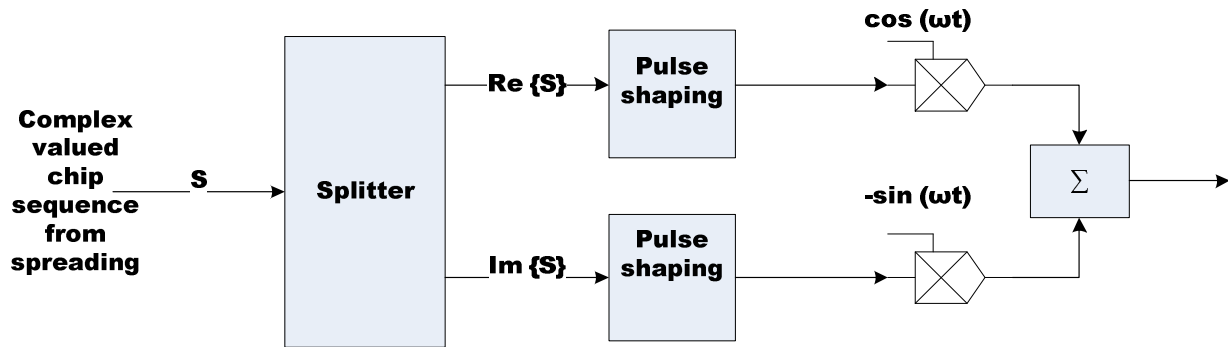 cos (ωt)
Re {S}
Pulse
shaping
Complex
valued
chip
sequence
from
spreading
S
Splitter
Σ
-sin (ωt)
Im {S}
Pulse
shaping